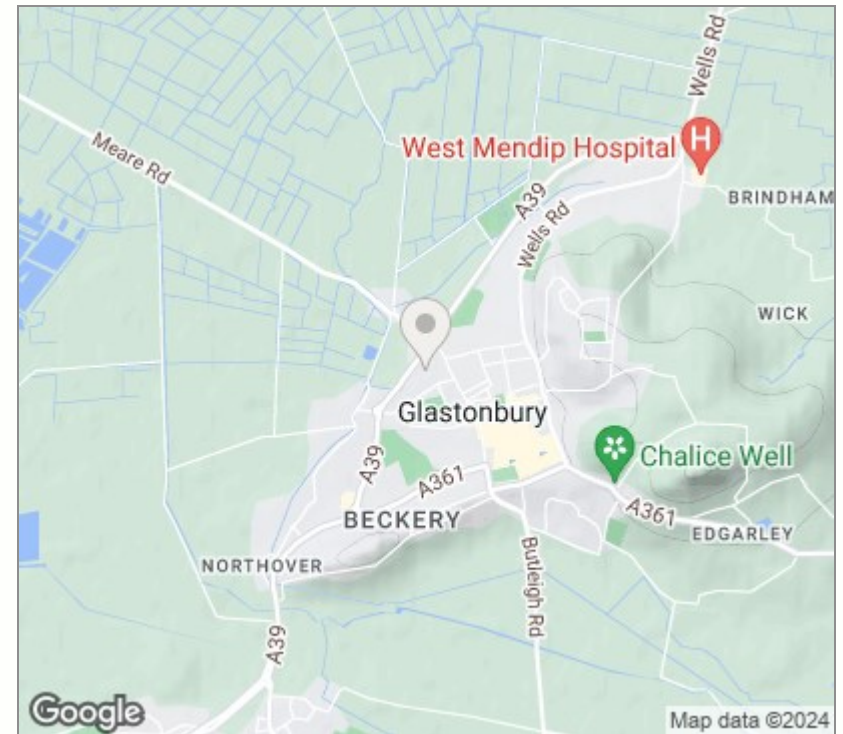 Wells Rd
Meare Rd
West Mendip Hospital
H
A39
Wells Rd
BRINDHAM
WICK
Glastonbury
A39
A361
Chalice Well
BECKERY
A361
EDGARLEY
NORTHOVER
Butleigh Rd
A39
Google
Map data ©2024